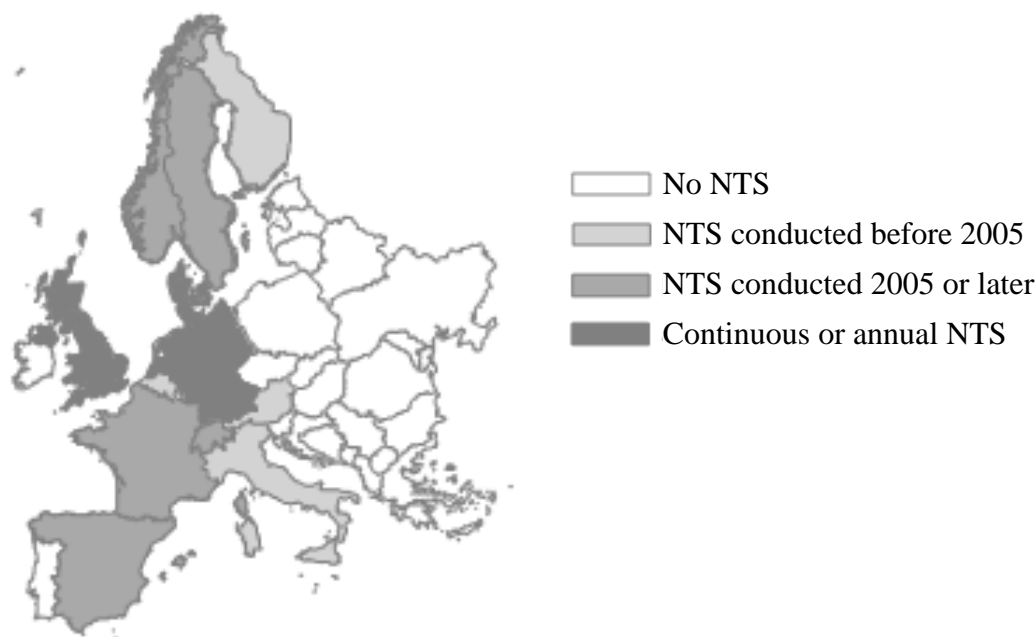 No NTS
NTS conducted before 2005
NTS conducted 2005 or later
Continuous or annual NTS